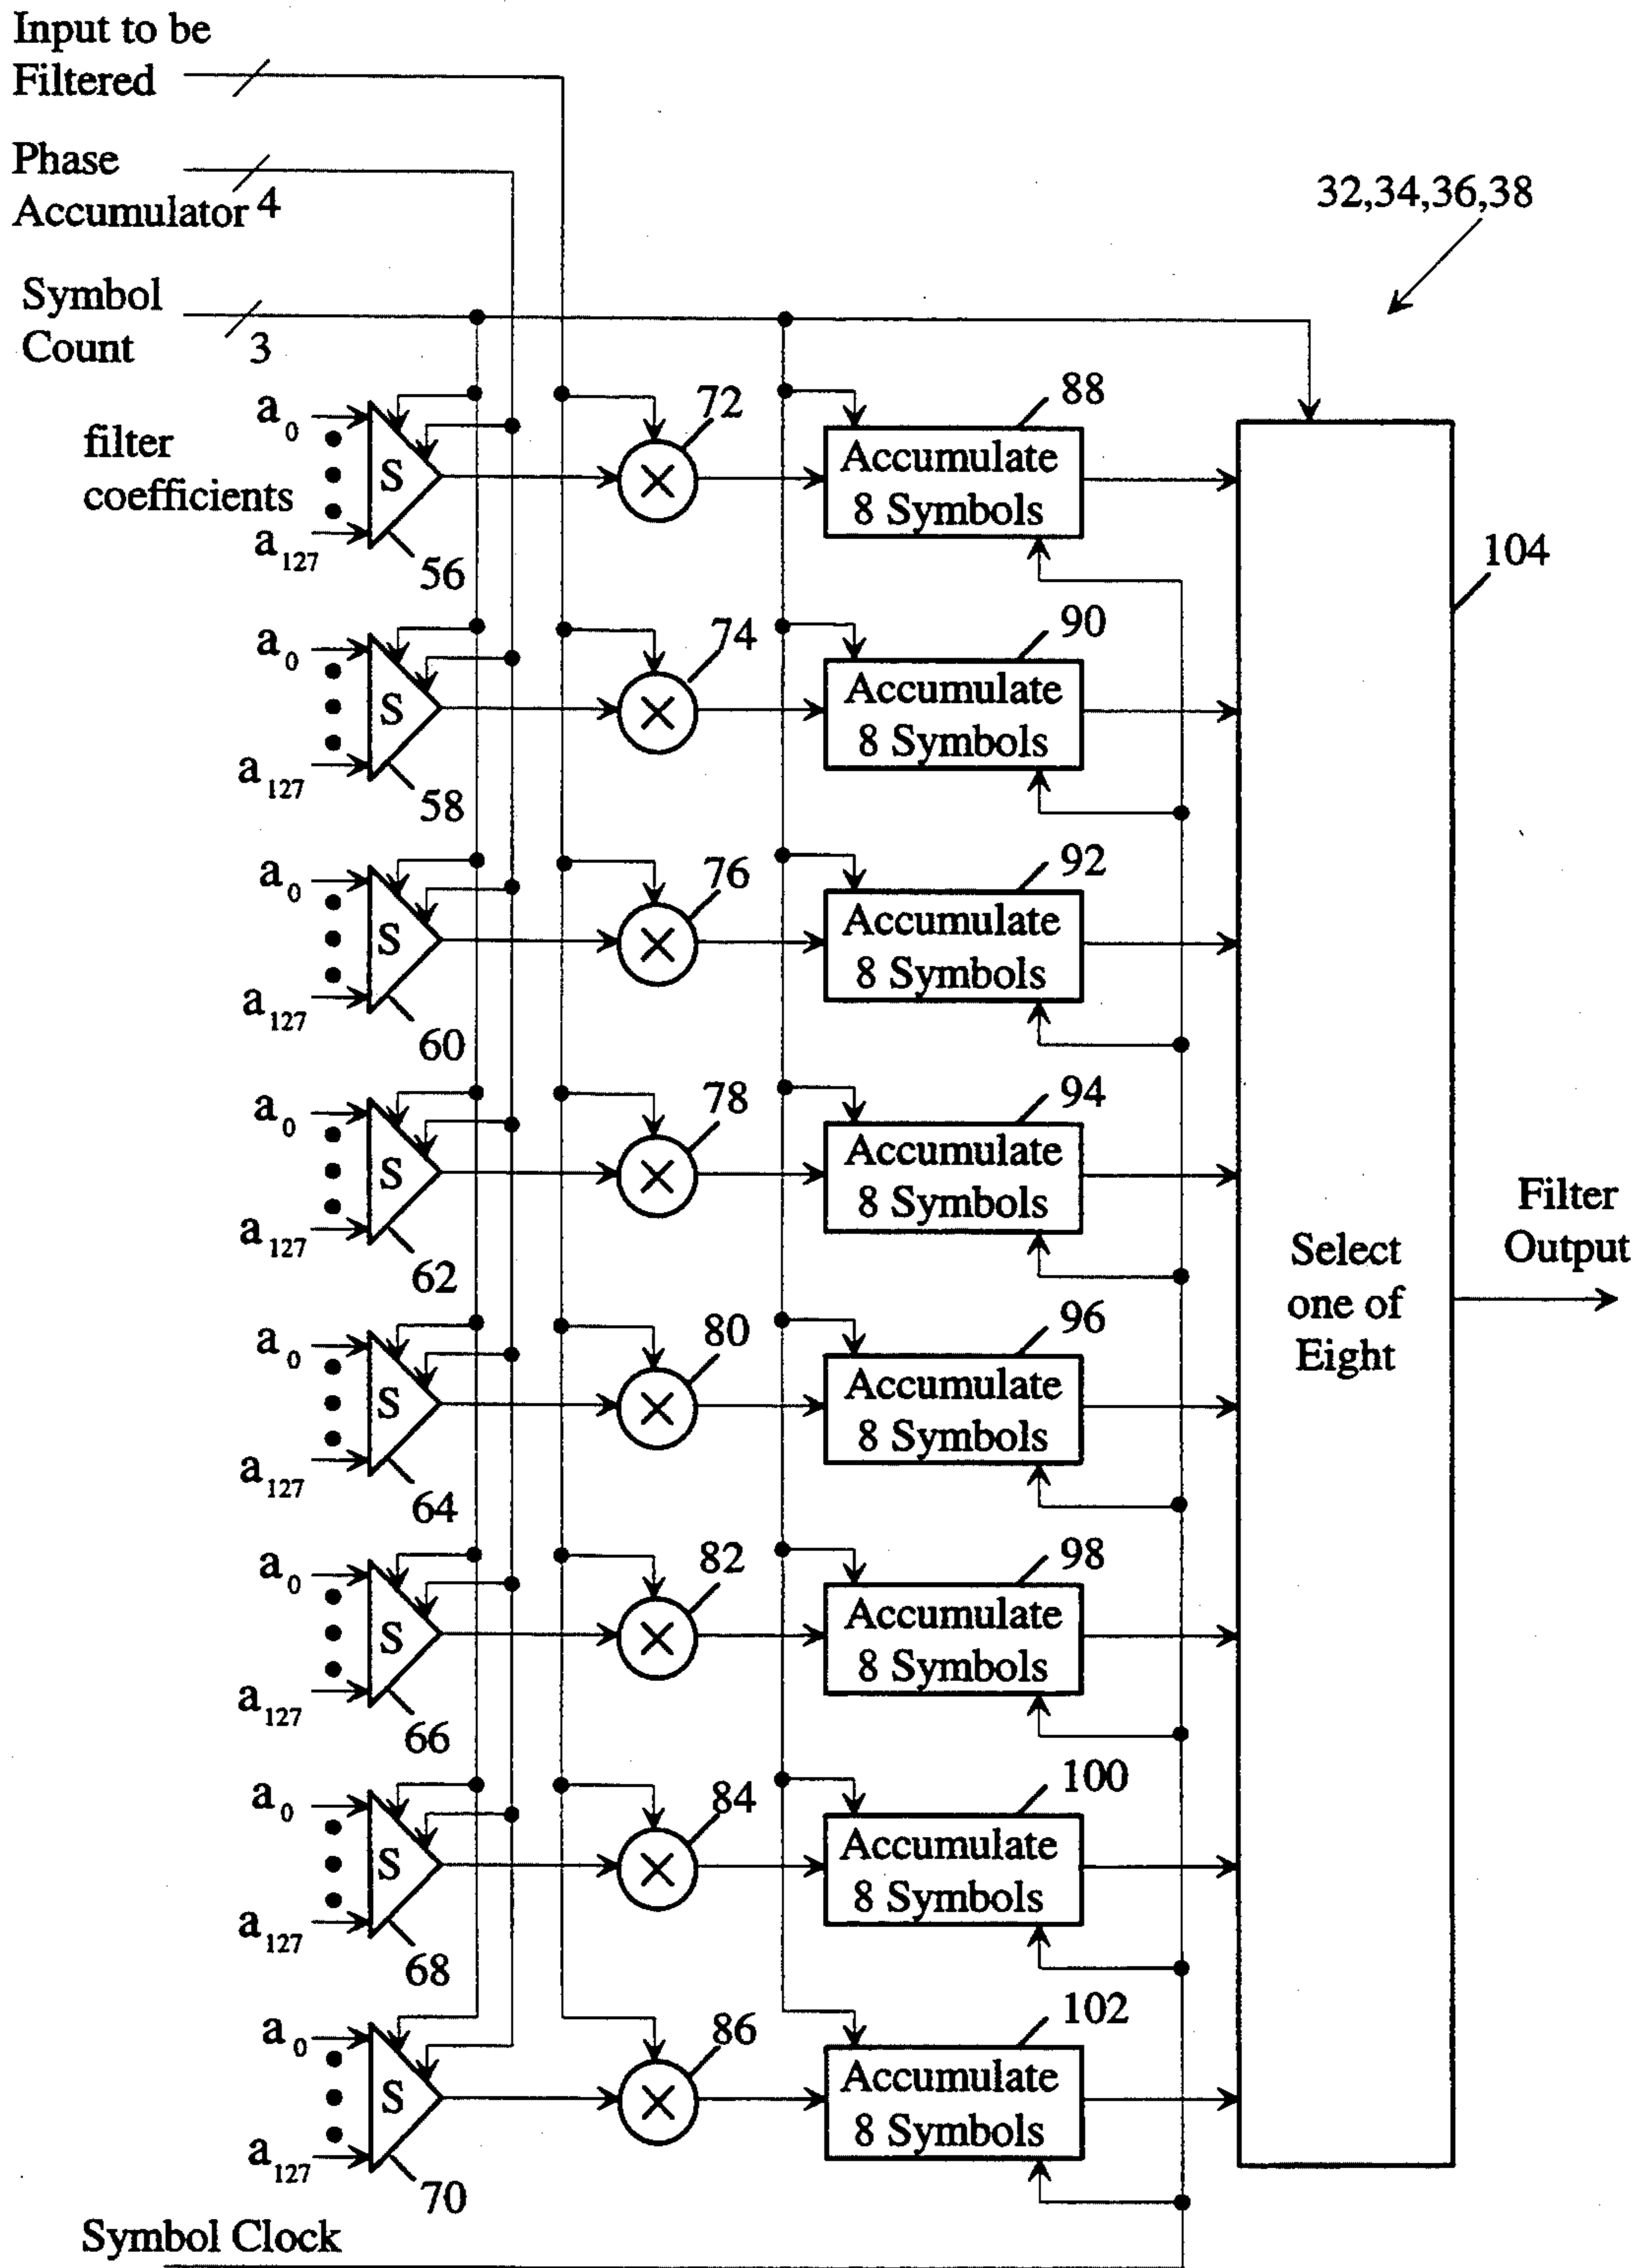 Input to be
Filtered
Phase
Accumulator 4
32,34,36,38
Symbol
Count
3
filter
coefficients
a0
a127
S
56
72
Accumulate
8 Symbols
88
104
a0
a127
S
58
74
Accumulate
8 Symbols
90
a0
a127
S
60
76
Accumulate
8 Symbols
92
a0
a127
S
62
78
Accumulate
8 Symbols
94
Select
one of
Eight
Filter
Output
a0
a127
S
64
80
Accumulate
8 Symbols
96
a0
a127
S
66
82
Accumulate
8 Symbols
98
a0
a127
S
68
84
Accumulate
8 Symbols
100
a0
a127
S
70
86
Accumulate
8 Symbols
102
Symbol Clock